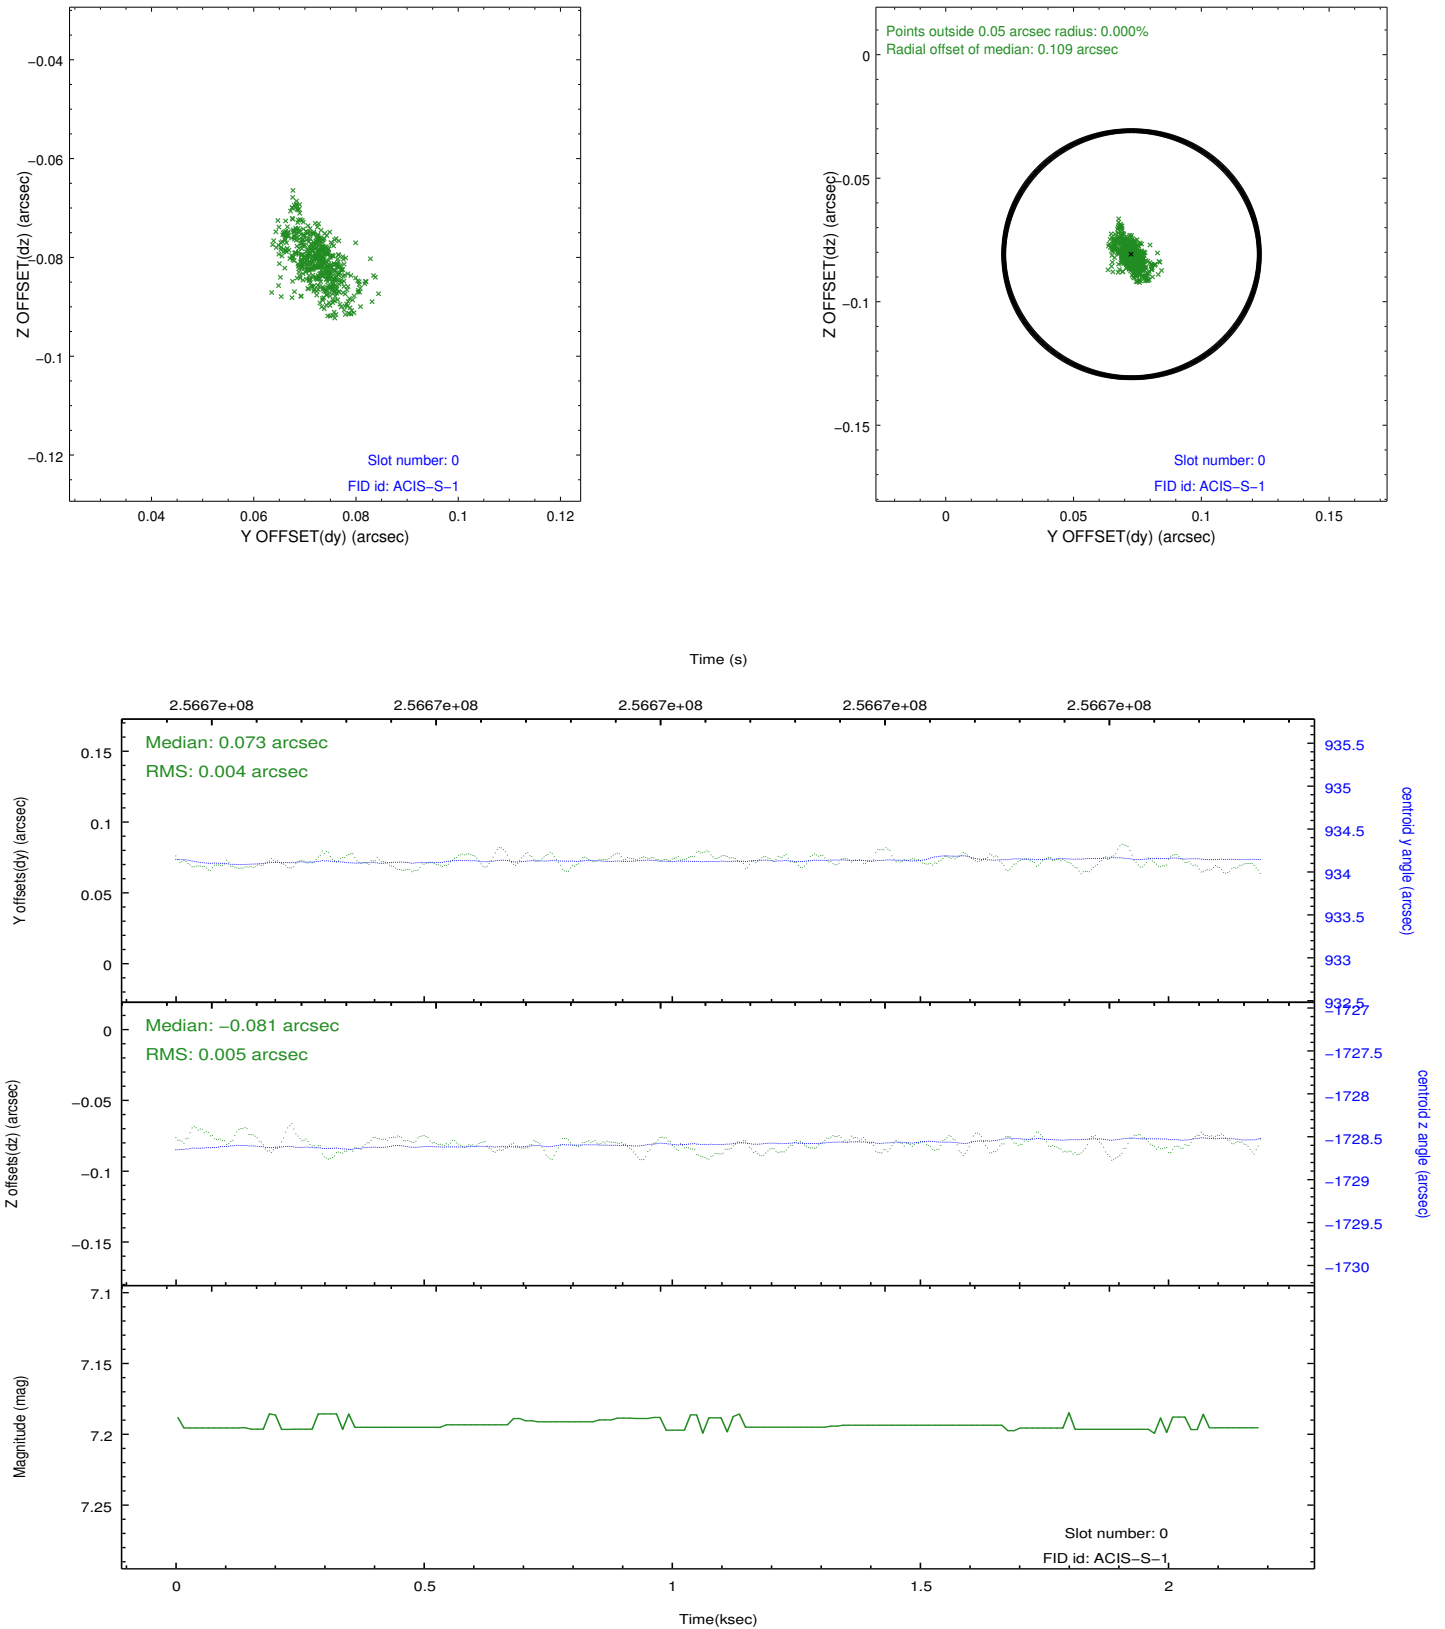 −0.04
−0.06
−0.08
−0.1
−0.12
Z OFFSET(dz) (arcsec)
Slot number: 0
FID id: ACIS−S−1
0.04 0.06 0.08 0.1 0.12
Y OFFSET(dy) (arcsec)
Points outside 0.05 arcsec radius: 0.000%
Radial offset of median: 0.109 arcsec
0
−0.05
−0.1
−0.15
Z OFFSET(dz) (arcsec)
Slot number: 0
FID id: ACIS−S−1
0 0.05 0.1 0.15
Y OFFSET(dy) (arcsec)
Time (s)
2.5667e+08 2.5667e+08 2.5667e+08 2.5667e+08 2.5667e+08
Median: 0.073 arcsec
RMS: 0.004 arcsec
0.15
0.1
0.05
0
Y offsets(dy) (arcsec)
935.5
935
934.5
934
933.5
933
932.5
centroid y angle (arcsec)
Median: −0.081 arcsec
RMS: 0.005 arcsec
0
−0.05
−0.1
−0.15
Z offsets(dz) (arcsec)
−1727
−1727.5
−1728
−1728.5
−1729
−1729.5
−1730
centroid z angle (arcsec)
7.1
7.15
7.2
7.25
Magnitude (mag)
Slot number: 0
FID id: ACIS−S−1
0 0.5 1 1.5 2
Time(ksec)